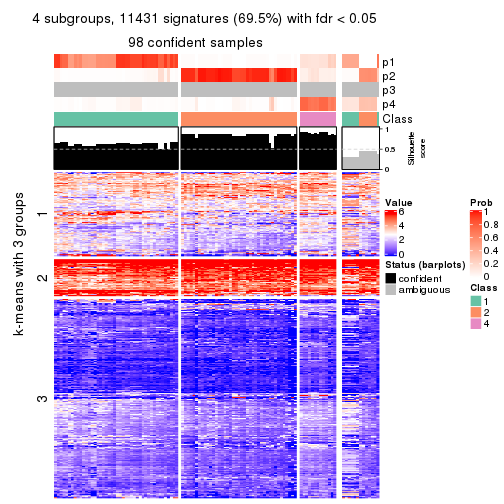 4 subgroups, 11431 signatures (69.5%) with fdr < 0.05
98 confident samples
p1
p2
p3
p4
Class
1
0.5
0
Silhouette
score
k-means with 3 groups
1
2
3
Value
6
4
2
0
Status (barplots)
confident
ambiguous
Prob
1
0.8
0.6
0.4
0.2
0
Class
1
2
4